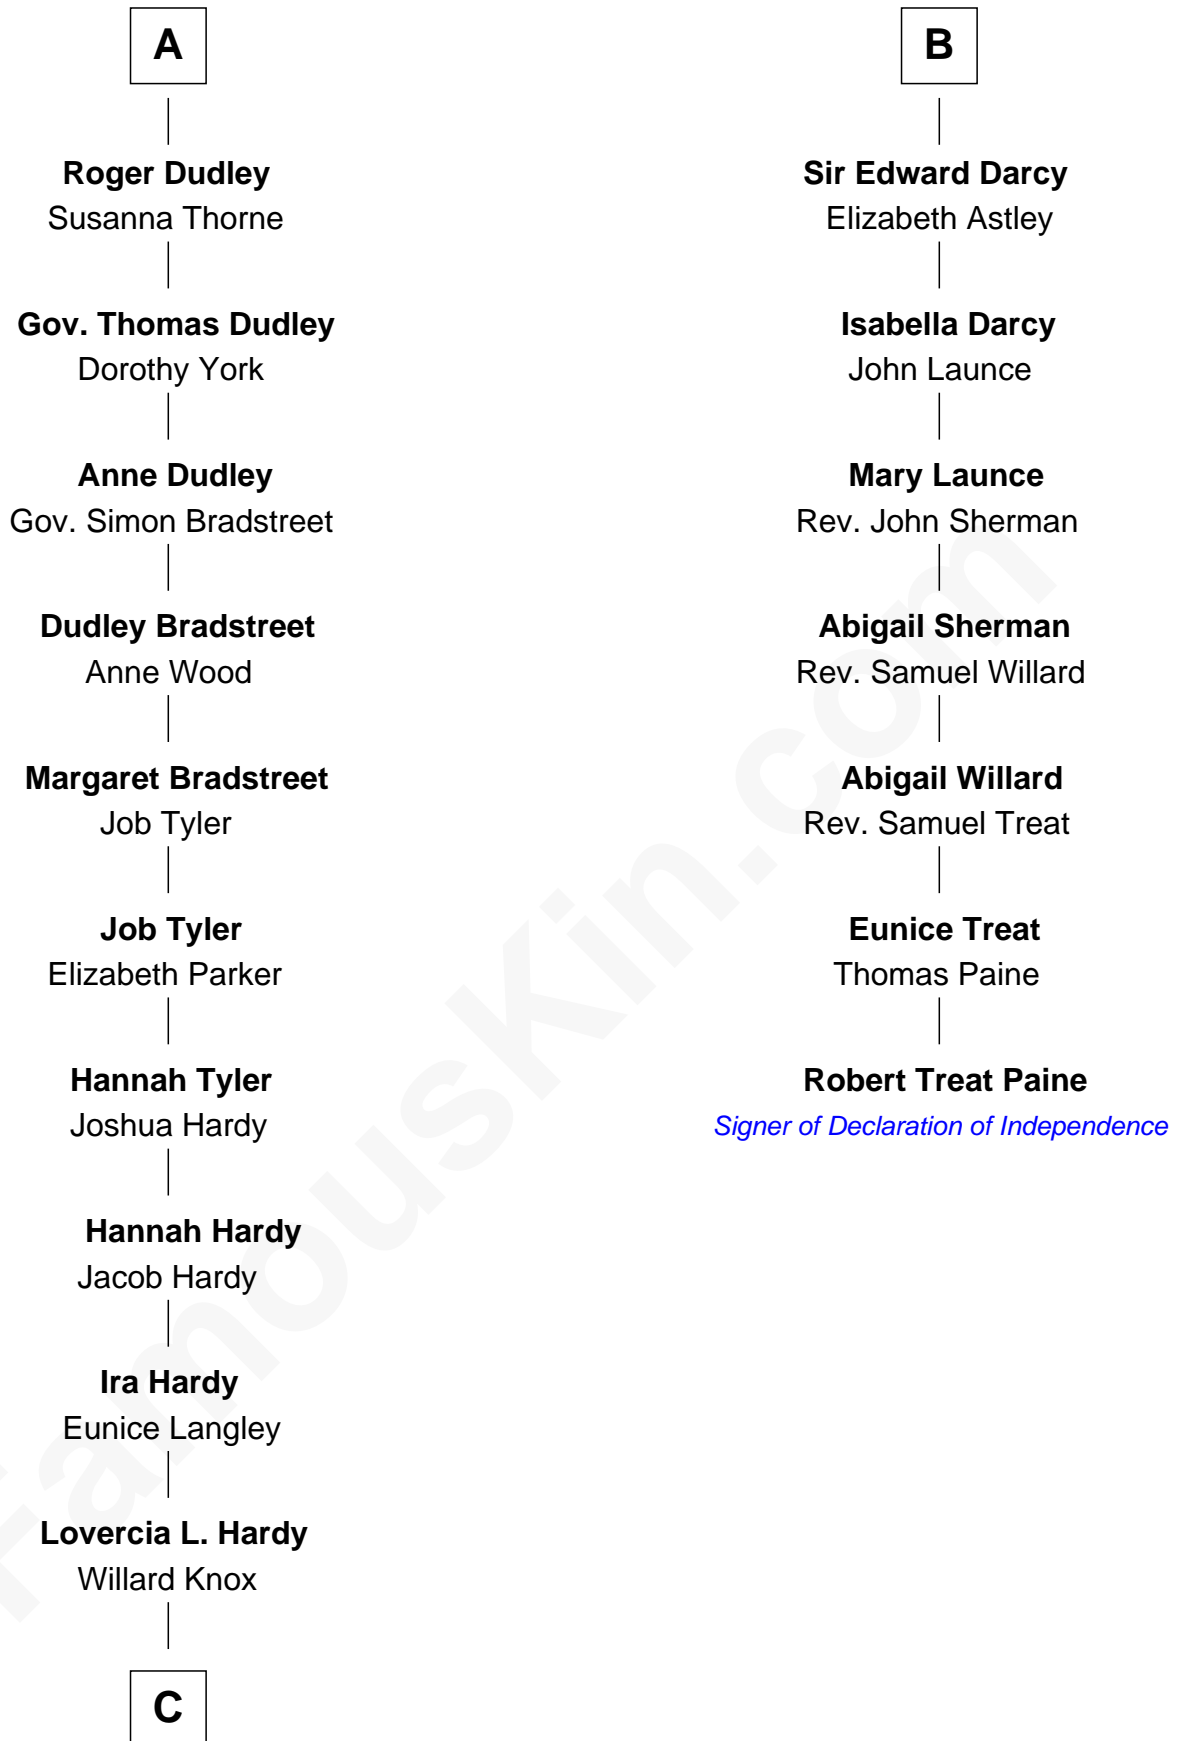 A
Roger Dudley
Susanna Thorne
Gov. Thomas Dudley
Dorothy York
Anne Dudley
Gov. Simon Bradstreet
Dudley Bradstreet
Anne Wood
Margaret Bradstreet
Job Tyler
Job Tyler
Elizabeth Parker
Hannah Tyler
Joshua Hardy
Hannah Hardy
Jacob Hardy
Ira Hardy
Eunice Langley
Lovercia L. Hardy
Willard Knox
C
B
Sir Edward Darcy
Elizabeth Astley
Isabella Darcy
John Launce
Mary Launce
Rev. John Sherman
Abigail Sherman
Rev. Samuel Willard
Abigail Willard
Rev. Samuel Treat
Eunice Treat
Thomas Paine
Robert Treat Paine
Signer of Declaration of Independence
FamousKin.com